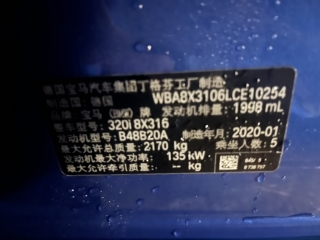 德国宝马汽车集团丁格芬工厂制造
制造国: 德国 WBA8X3106LCE10254
品牌: 宝马 (BMW) 牌 发动机排量: 1998 mL
整车型号: 320i 8X316
发动机型号: B48B20A 制造年月: 2020-01
最大允许总质量: 2170 kg 乘坐人数: 5
发动机最大净功率: 135 kW
最大允许牵引质量: -- kg